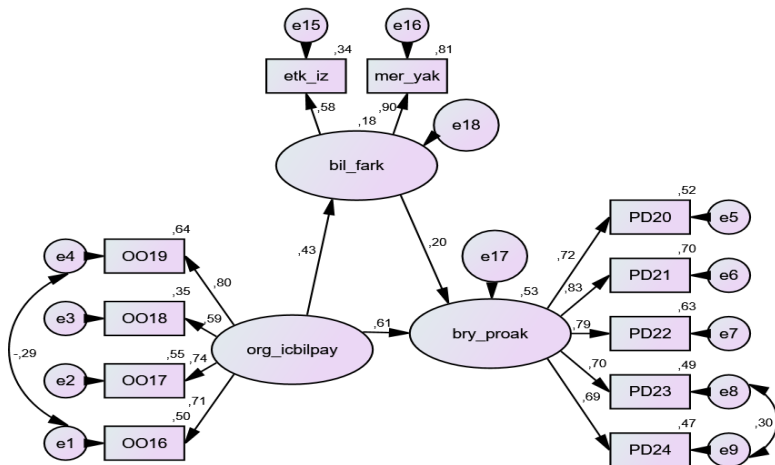 e15
e16
,34
,81
etk_iz
mer_yak
,58
,90
,18
e18
bil_fark
,52
PD20
e5
,64
,43
,20
,72
e4
OO19
e17
,70
,83
PD21
e6
,80
,35
,53
,63
e3
OO18
,59
,61
,79
PD22
e7
-,29
,55
,74
org_icbilpay
bry_proak
,70
,49
e2
OO17
PD23
e8
,71
,69
,50
,47
,30
e1
OO16
PD24
e9